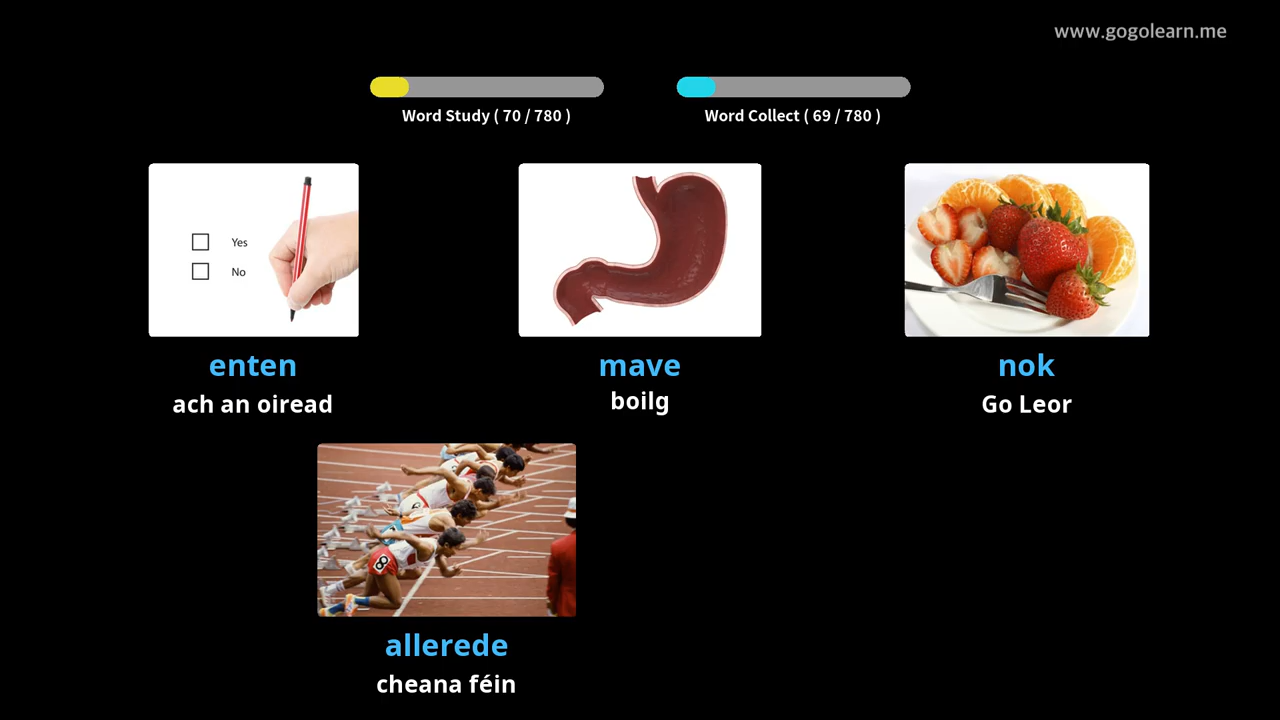 www.gogolearn.me
Word Study ( 70 / 780 )
Word Collect ( 69 / 780 )
Yes
No
enten
ach an oiread
mave
boilg
nok
Go Leor
8
allerede
cheana féin